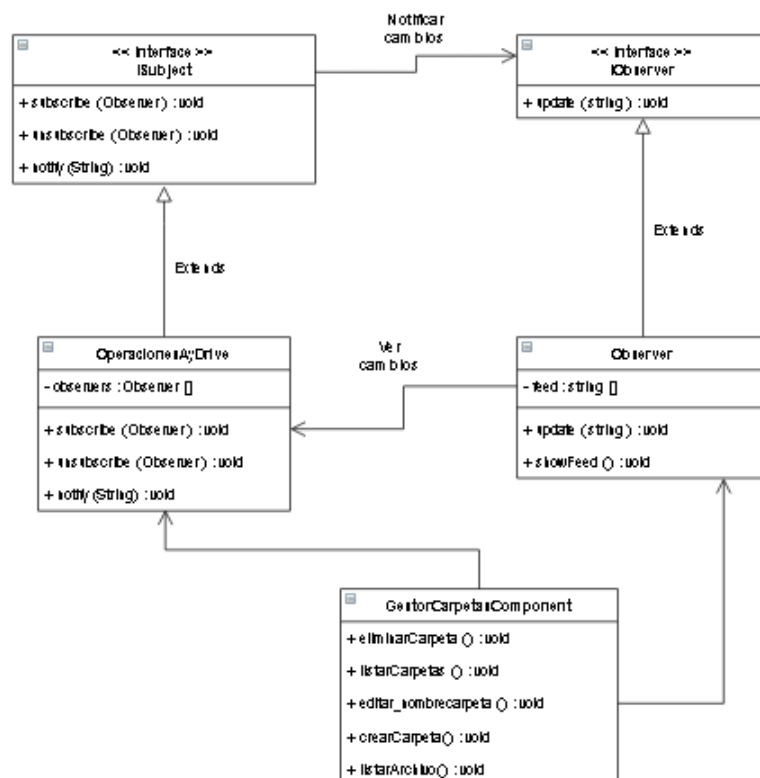 << Interface >>
ISubject
+ subscribe (Observer) : void
+ unsubscribe (Observer) : void
+ notify (String) : void
Notificar
cambios
<< Interface >>
IObserver
+ update (string) : void
Extends
Extends
+ subscribe (Observer) : void
+ unsubscribe (Observer) : void
+ notify (String) : void
- observers : Observer []
Ver
cambios
Observer
- feed : string []
+ update (string) : void
+ showFeed () : void
GestorCarpetasComponent
+ eliminarCarpeta () : void
+ listarCarpetas () : void
+ editar_nombrecarpeta () : void
+ crearCarpeta() : void
+ listarArchivo() : void